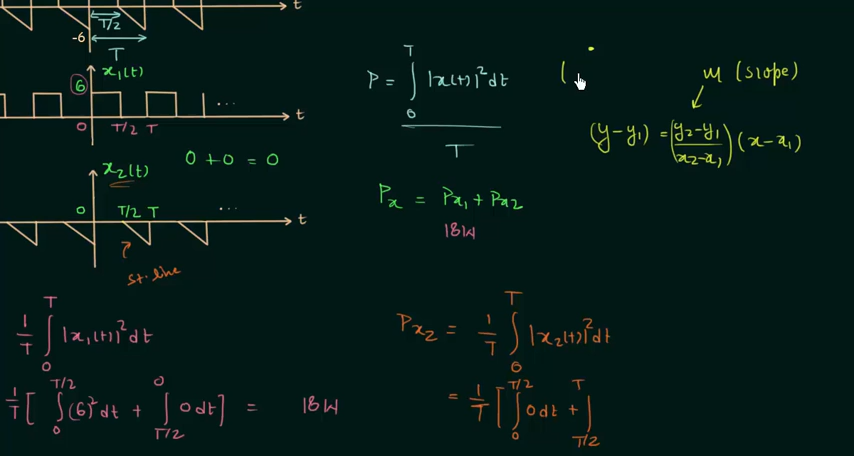 t
T/2
-6
T
x₁(t)
6
0 T/2 T ... t
x₂(t) 0 + 0 = 0
0 T/2 T ... t
st. line
P = ∫₀ᵀ |x(t)|² dt / T
(
m (slope)
(y-y₁) = (y₂-y₁ / x₂-x₁) (x-x₁)
Pₓ = Pₓ₁ + Pₓ₂
18W
1/T ∫₀ᵀ |x₁(t)|² dt
1/T [ ∫₀^T/2 (6)² dt + ∫_T/2^0 0 dt ] = 18W
Pₓ₂ = 1/T ∫₀ᵀ |x₂(t)|² dt
= 1/T [ ∫₀^T/2 0 dt + ∫_T/2^T